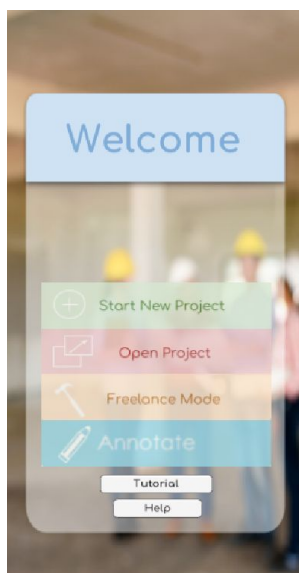 Welcome
Start New Project
Open Project
Freelance Mode
Annotate
Tutorial
Help